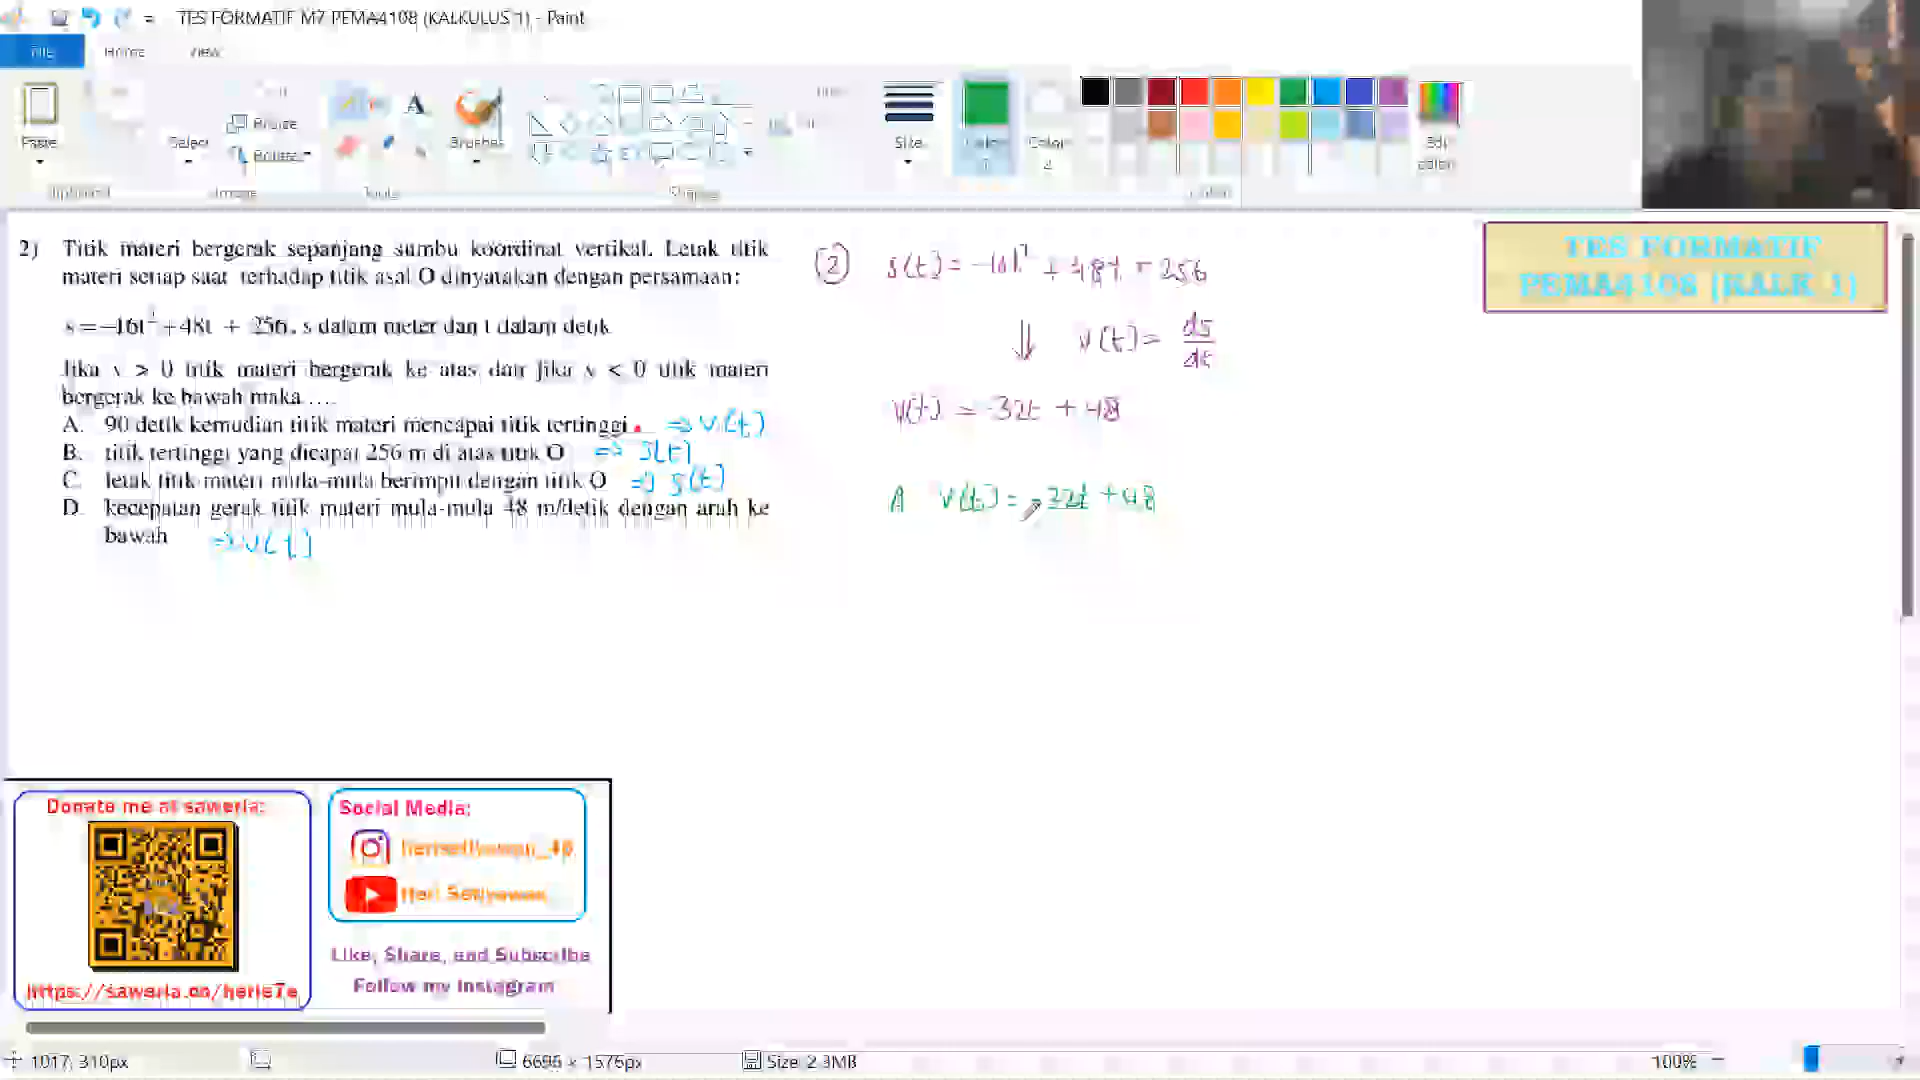 TES FORMATIF M7 PEMA4108 (KALKULUS 1) - Paint
File Home View
Paste
Select
Resize
Rotate
Brushes
Size
Color 1
Color 2
Edit colors
Clipboard Image Tools Shapes Colors
2) Titik materi bergerak sepanjang sumbu koordinat vertikal. Letak titik
materi setiap saat terhadap titik asal O dinyatakan dengan persamaan:
s = –16t² + 48t + 256, s dalam meter dan t dalam detik
Jika v > 0 titik materi bergerak ke atas dan jika v < 0 titik materi
bergerak ke bawah maka ....
A. 90 detik kemudian titik materi mencapai titik tertinggi. ⇒ V(t)
B. titik tertinggi yang dicapai 256 m di atas titik O ⇒ S(t)
C. letak titik materi mula-mula berimpit dengan titik O ⇒ S(t)
D. kecepatan gerak titik materi mula-mula 48 m/detik dengan arah ke
bawah ⇒ V(t)
(2) S(t) = -16t² + 48t + 256
⇓ V(t) = ds/dt
V(t) = -32t + 48
A V(t) = -32t + 48
TES FORMATIF
PEMA4108 (KALK 1)
Donate me at saweria:
https://saweria.co/herie7e
Social Media:
Heri Setiyawan
Like, Share, and Subscribe
Follow my Instagram
1017, 310px
6696 × 1576px
Size: 2.3MB
100%